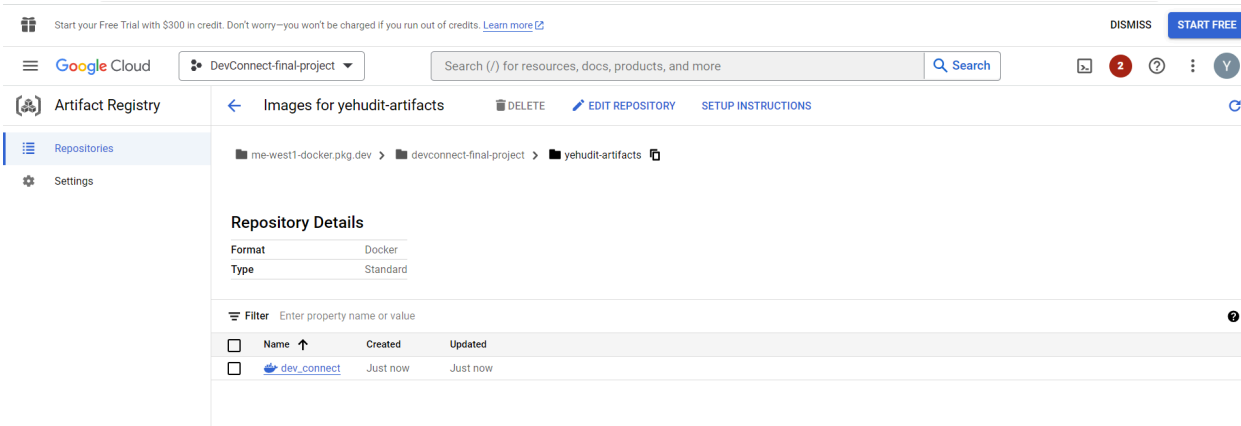 Start your Free Trial with $300 in credit. Don't worry—you won't be charged if you run out of credits. Learn more
DISMISS
START FREE
Google Cloud
DevConnect-final-project
Search (/) for resources, docs, products, and more
Search
2
Y
Artifact Registry
Images for yehudit-artifacts
DELETE
EDIT REPOSITORY
SETUP INSTRUCTIONS
Repositories
Settings
me-west1-docker.pkg.dev > devconnect-final-project > yehudit-artifacts
Repository Details
Format Docker
Type Standard
Filter Enter property name or value
Name Created Updated
dev_connect Just now Just now